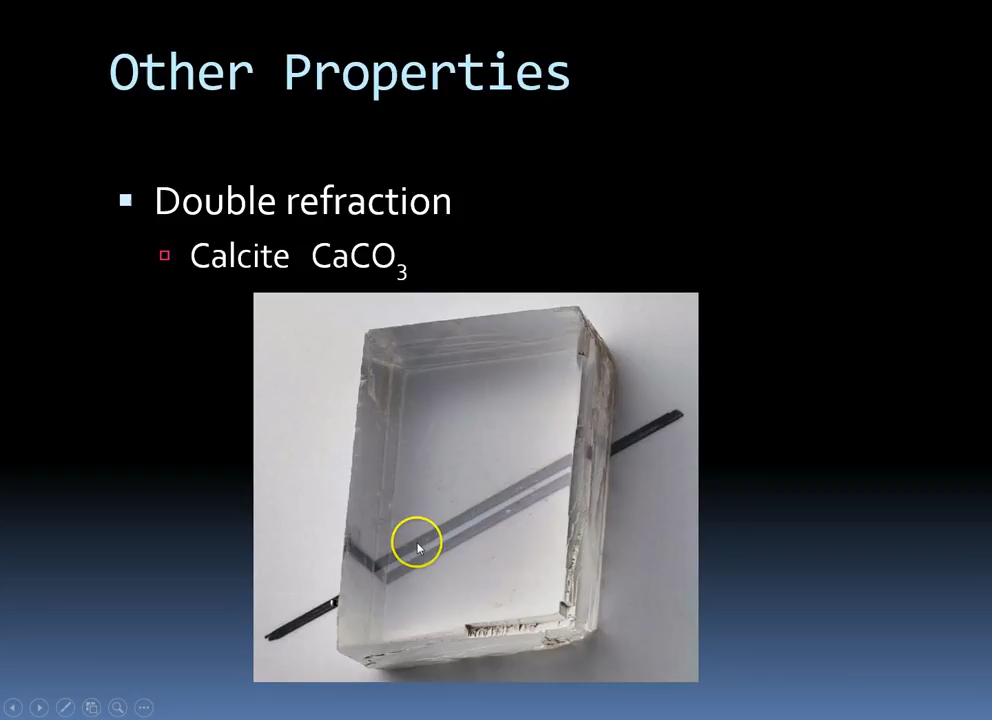 Other Properties
Double refraction
Calcite CaCO₃